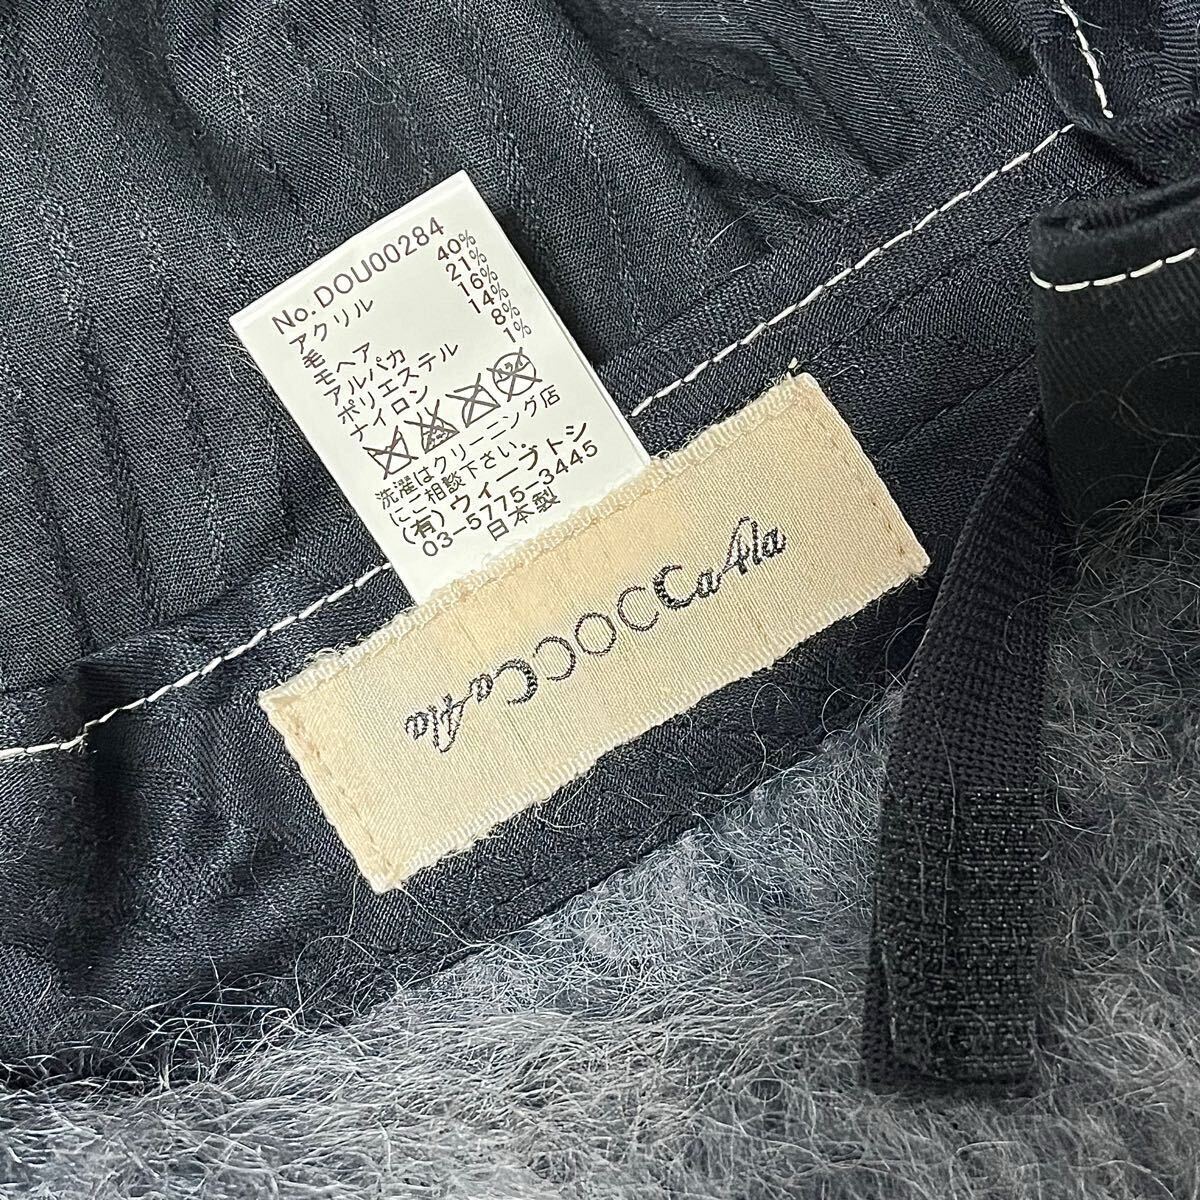 No.DOU00284
アクリル 40%
毛 21%
モヘア 16%
アルパカ 14%
ポリエステル 8%
ナイロン 1%
洗濯はクリーニング店
にご相談下さい。
(有)ウィーブトシ
03-5775-3445
日本製
CaAla